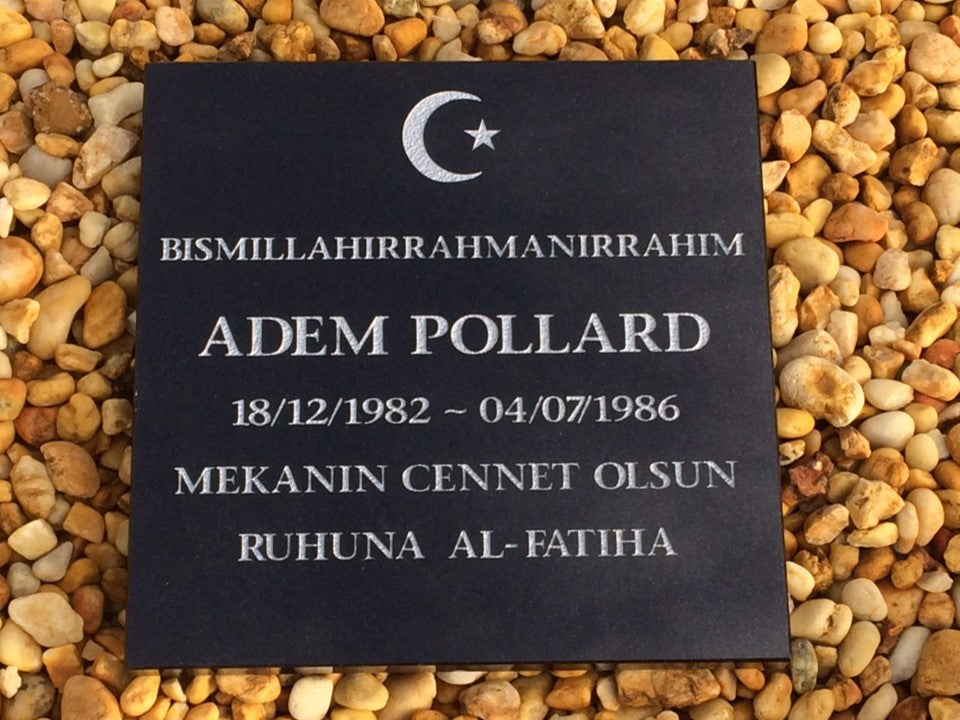 BISMILLAHIRRAHMANIRRAHIM
ADEM POLLARD
18/12/1982 ~ 04/07/1986
MEKANIN CENNET OLSUN
RUHUNA AL-FATIHA